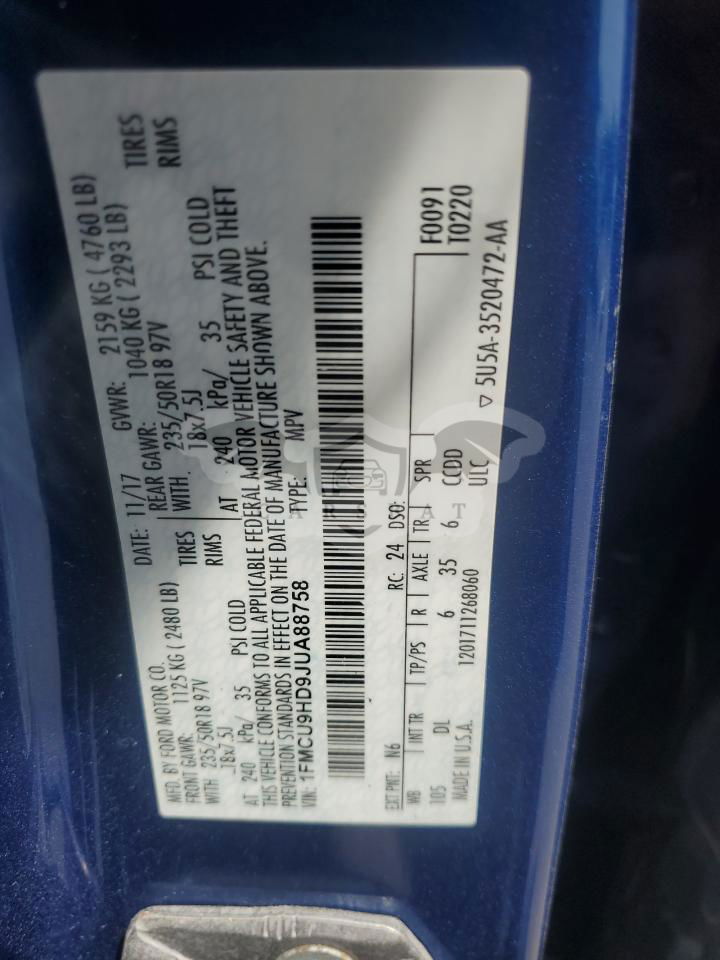 MFD. BY FORD MOTOR CO.
DATE: 11/17 GVWR: 2159 KG ( 4760 LB)
FRONT GAWR: 1125 KG ( 2480 LB) REAR GAWR: 1040 KG ( 2293 LB)
WITH 235/50R18 97V TIRES WITH 235/50R18 97V TIRES
18x7.5J RIMS 18x7.5J RIMS
AT 240 kPa/ 35 PSI COLD AT 240 kPa/ 35 PSI COLD
THIS VEHICLE CONFORMS TO ALL APPLICABLE FEDERAL MOTOR VEHICLE SAFETY AND THEFT
PREVENTION STANDARDS IN EFFECT ON THE DATE OF MANUFACTURE SHOWN ABOVE.
VIN: 1FMCU9HD9JUA88758 TYPE: MPV
EXT PNT: N6 RC: 24 DSO: F0091
T0220
WB INT TR TP/PS R AXLE TR SPR
105 DL 6 35 6 CCDD
MADE IN U.S.A. 1201711268060 ULC
▽ 5U5A-3520472-AA